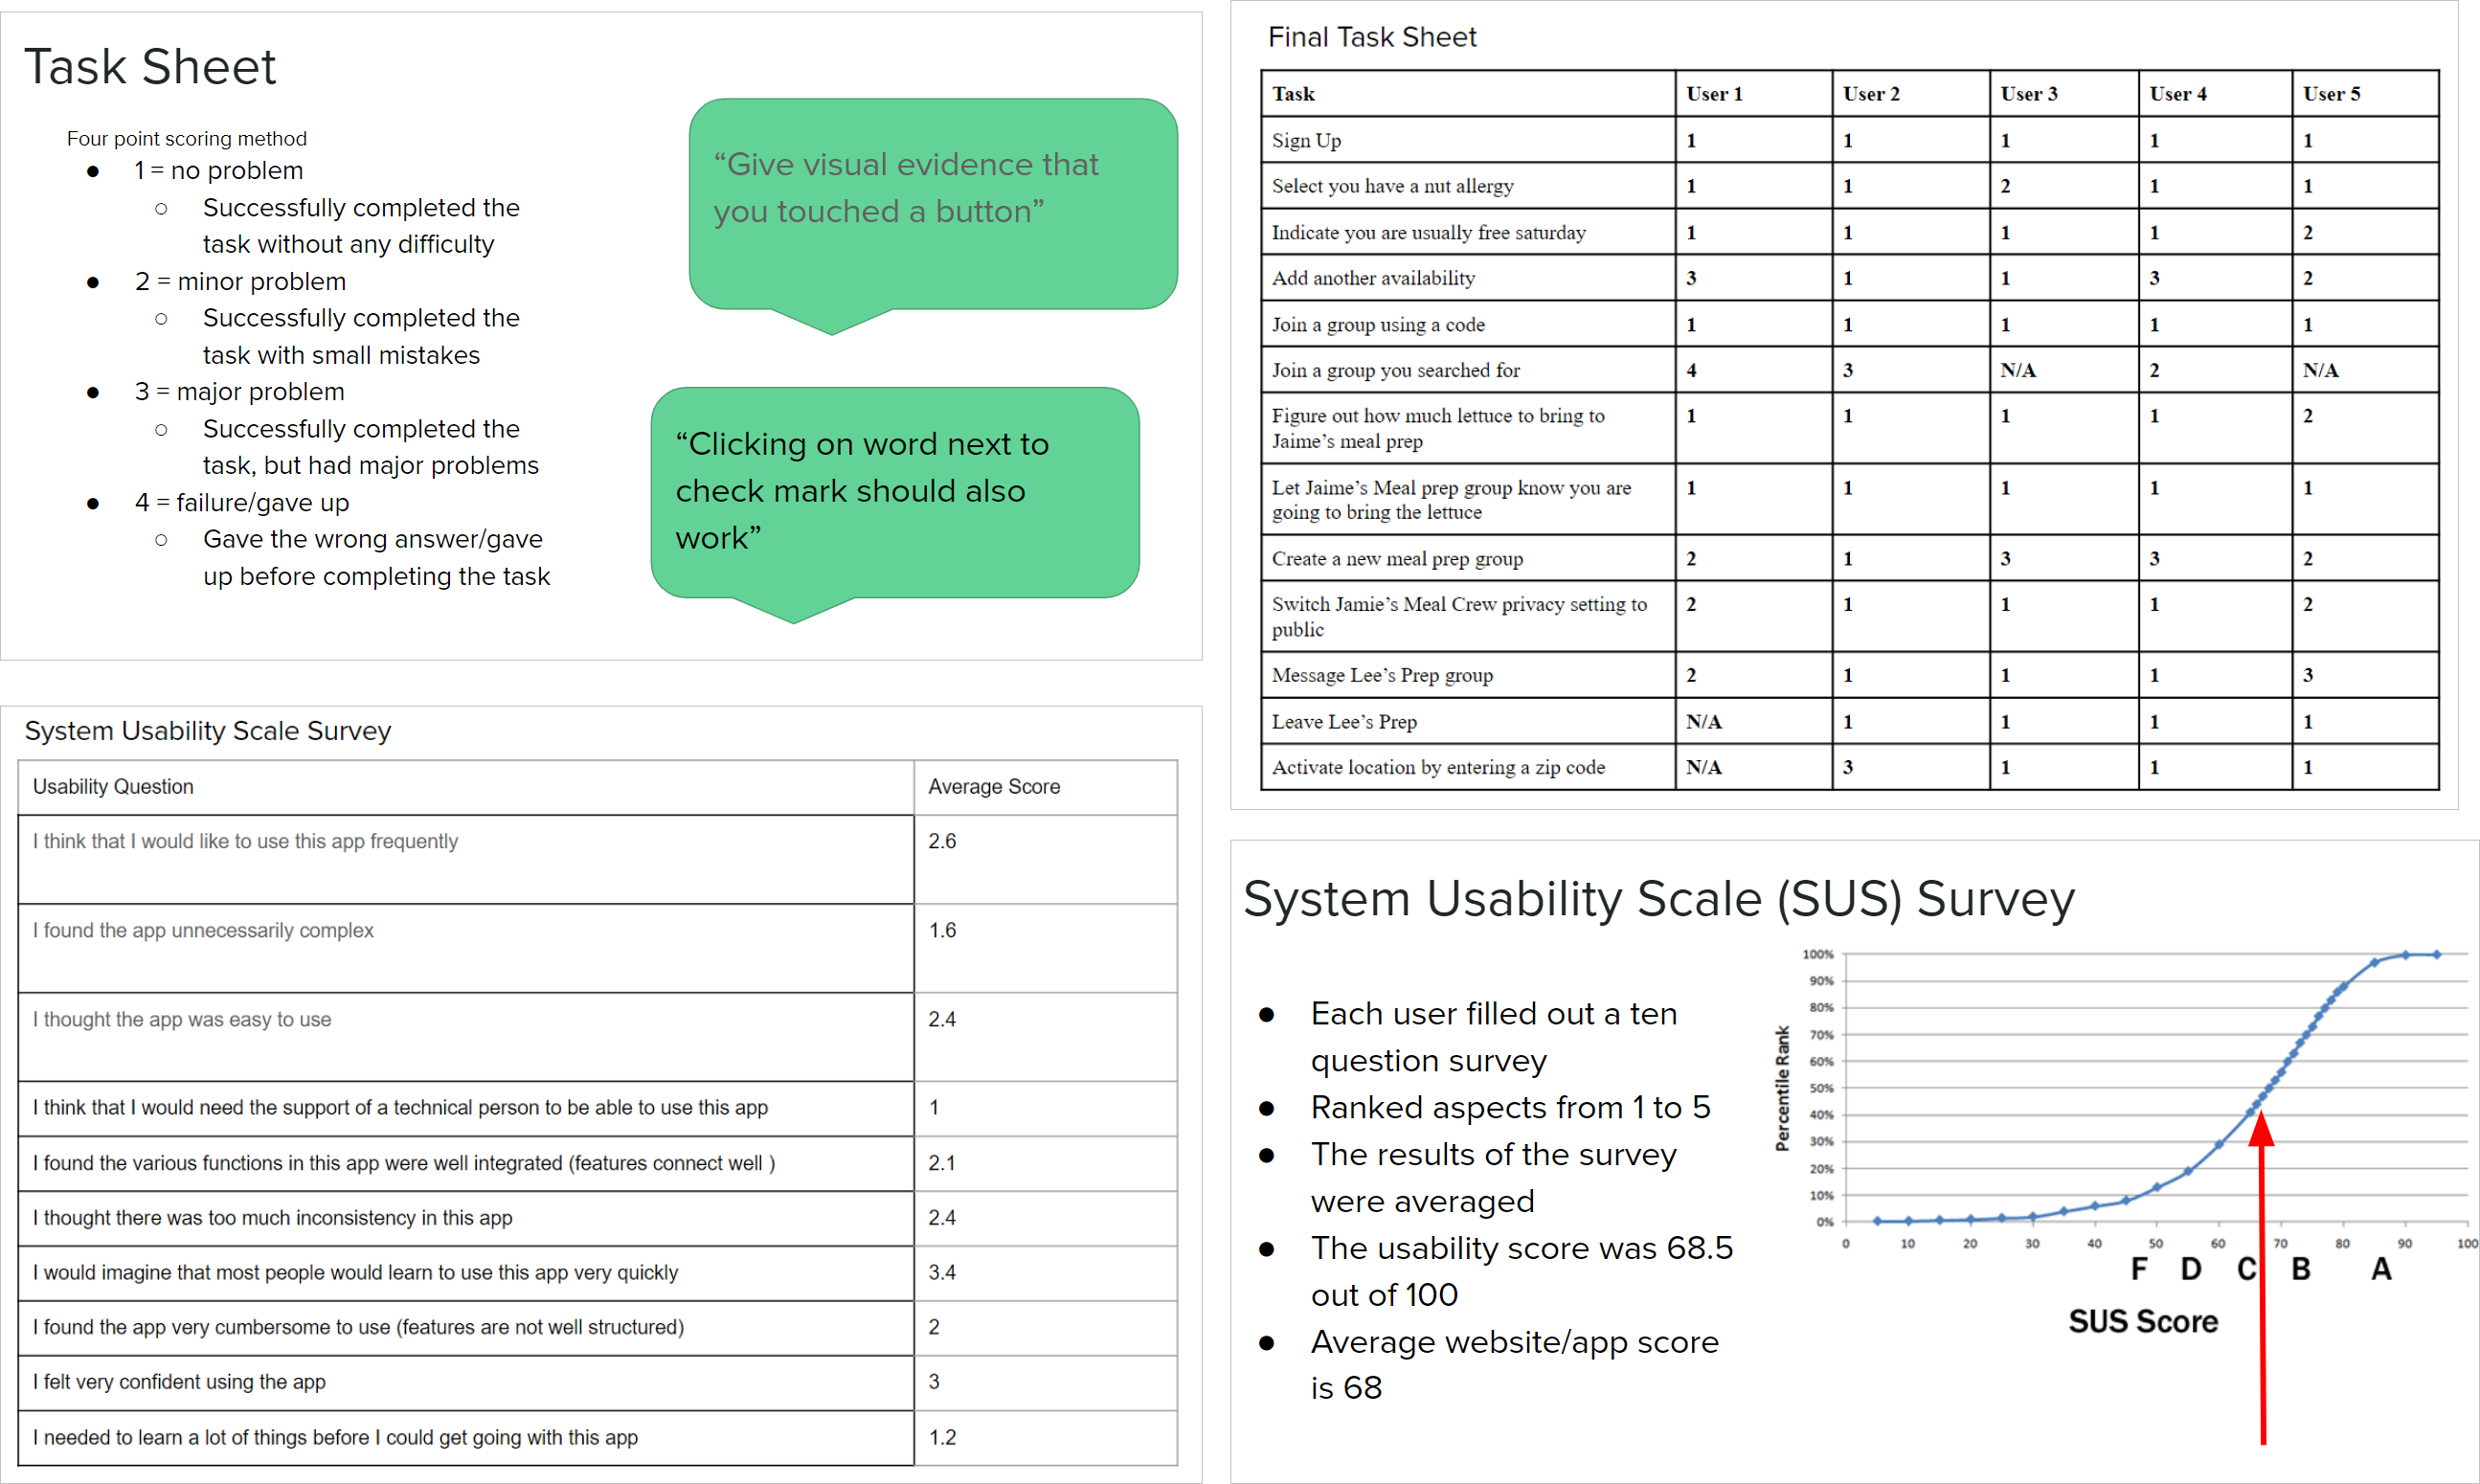 Task Sheet
Four point scoring method
● 1 = no problem
○ Successfully completed the
task without any difficulty
● 2 = minor problem
○ Successfully completed the
task with small mistakes
● 3 = major problem
○ Successfully completed the
task, but had major problems
● 4 = failure/gave up
○ Gave the wrong answer/gave
up before completing the task
“Give visual evidence that
you touched a button”
“Clicking on word next to
check mark should also
work”
Final Task Sheet
Task User 1 User 2 User 3 User 4 User 5
Sign Up 1 1 1 1 1
Select you have a nut allergy 1 1 2 1 1
Indicate you are usually free saturday 1 1 1 1 2
Add another availability 3 1 1 3 2
Join a group using a code 1 1 1 1 1
Join a group you searched for 4 3 N/A 2 N/A
Figure out how much lettuce to bring to 1 1 1 1 2
Jaime’s meal prep
Let Jaime’s Meal prep group know you are 1 1 1 1 1
going to bring the lettuce
Create a new meal prep group 2 1 3 3 2
Switch Jamie’s Meal Crew privacy setting to 2 1 1 1 2
public
Message Lee’s Prep group 2 1 1 1 3
Leave Lee’s Prep N/A 1 1 1 1
Activate location by entering a zip code N/A 3 1 1 1
System Usability Scale Survey
Usability Question Average Score
I think that I would like to use this app frequently 2.6
I found the app unnecessarily complex 1.6
I thought the app was easy to use 2.4
I think that I would need the support of a technical person to be able to use this app 1
I found the various functions in this app were well integrated (features connect well ) 2.1
I thought there was too much inconsistency in this app 2.4
I would imagine that most people would learn to use this app very quickly 3.4
I found the app very cumbersome to use (features are not well structured) 2
I felt very confident using the app 3
I needed to learn a lot of things before I could get going with this app 1.2
System Usability Scale (SUS) Survey
● Each user filled out a ten
question survey
● Ranked aspects from 1 to 5
● The results of the survey
were averaged
● The usability score was 68.5
out of 100
● Average website/app score
is 68
Percentile Rank
100%
90%
80%
70%
60%
50%
40%
30%
20%
10%
0%
0 10 20 30 40 50 60 70 80 90 100
F D C B A
SUS Score